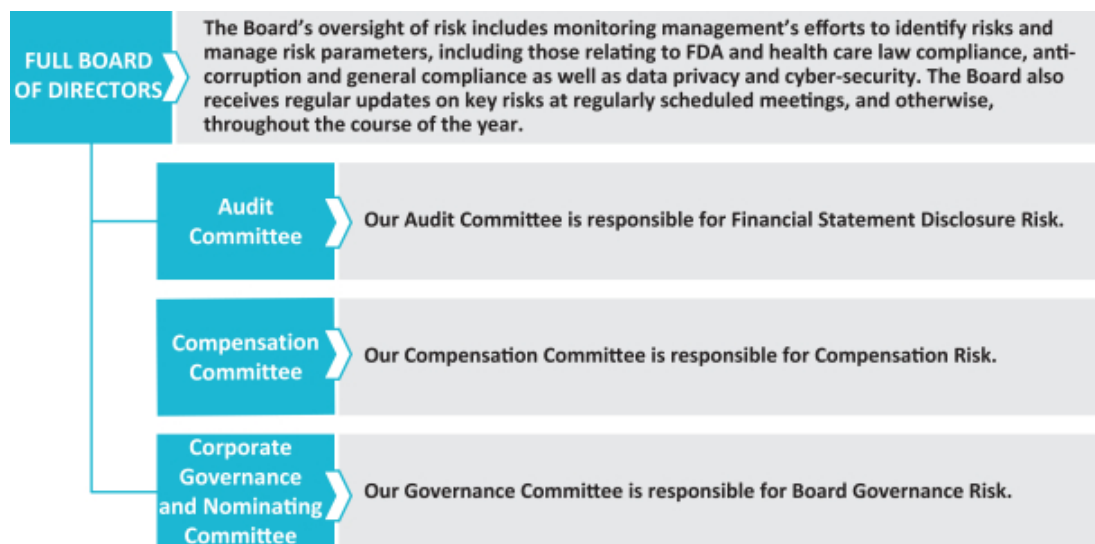 FULL BOARD
OF DIRECTORS
The Board’s oversight of risk includes monitoring management’s efforts to identify risks and
manage risk parameters, including those relating to FDA and health care law compliance, anti-
corruption and general compliance as well as data privacy and cyber-security. The Board also
receives regular updates on key risks at regularly scheduled meetings, and otherwise,
throughout the course of the year.
Audit
Committee
Our Audit Committee is responsible for Financial Statement Disclosure Risk.
Compensation
Committee
Our Compensation Committee is responsible for Compensation Risk.
Corporate
Governance
and Nominating
Committee
Our Governance Committee is responsible for Board Governance Risk.